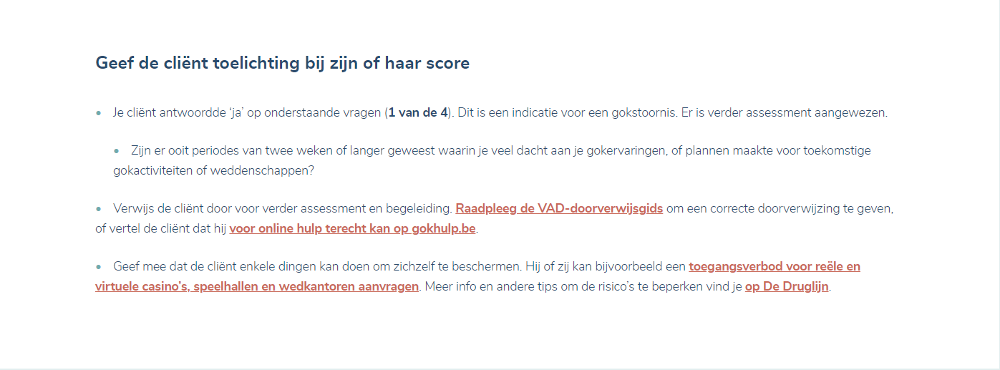 Geef de cliënt toelichting bij zijn of haar score
• Je cliënt antwoordde ‘ja’ op onderstaande vragen (1 van de 4). Dit is een indicatie voor een gokstoornis. Er is verder assessment aangewezen.
• Zijn er ooit periodes van twee weken of langer geweest waarin je veel dacht aan je gokervaringen, of plannen maakte voor toekomstige
gokactiviteiten of weddenschappen?
• Verwijs de cliënt door voor verder assessment en begeleiding. Raadpleeg de VAD-doorverwijsgids om een correcte doorverwijzing te geven,
of vertel de cliënt dat hij voor online hulp terecht kan op gokhulp.be.
• Geef mee dat de cliënt enkele dingen kan doen om zichzelf te beschermen. Hij of zij kan bijvoorbeeld een toegangsverbod voor reële en
virtuele casino’s, speelhallen en wedkantoren aanvragen. Meer info en andere tips om de risico’s te beperken vind je op De Druglijn.